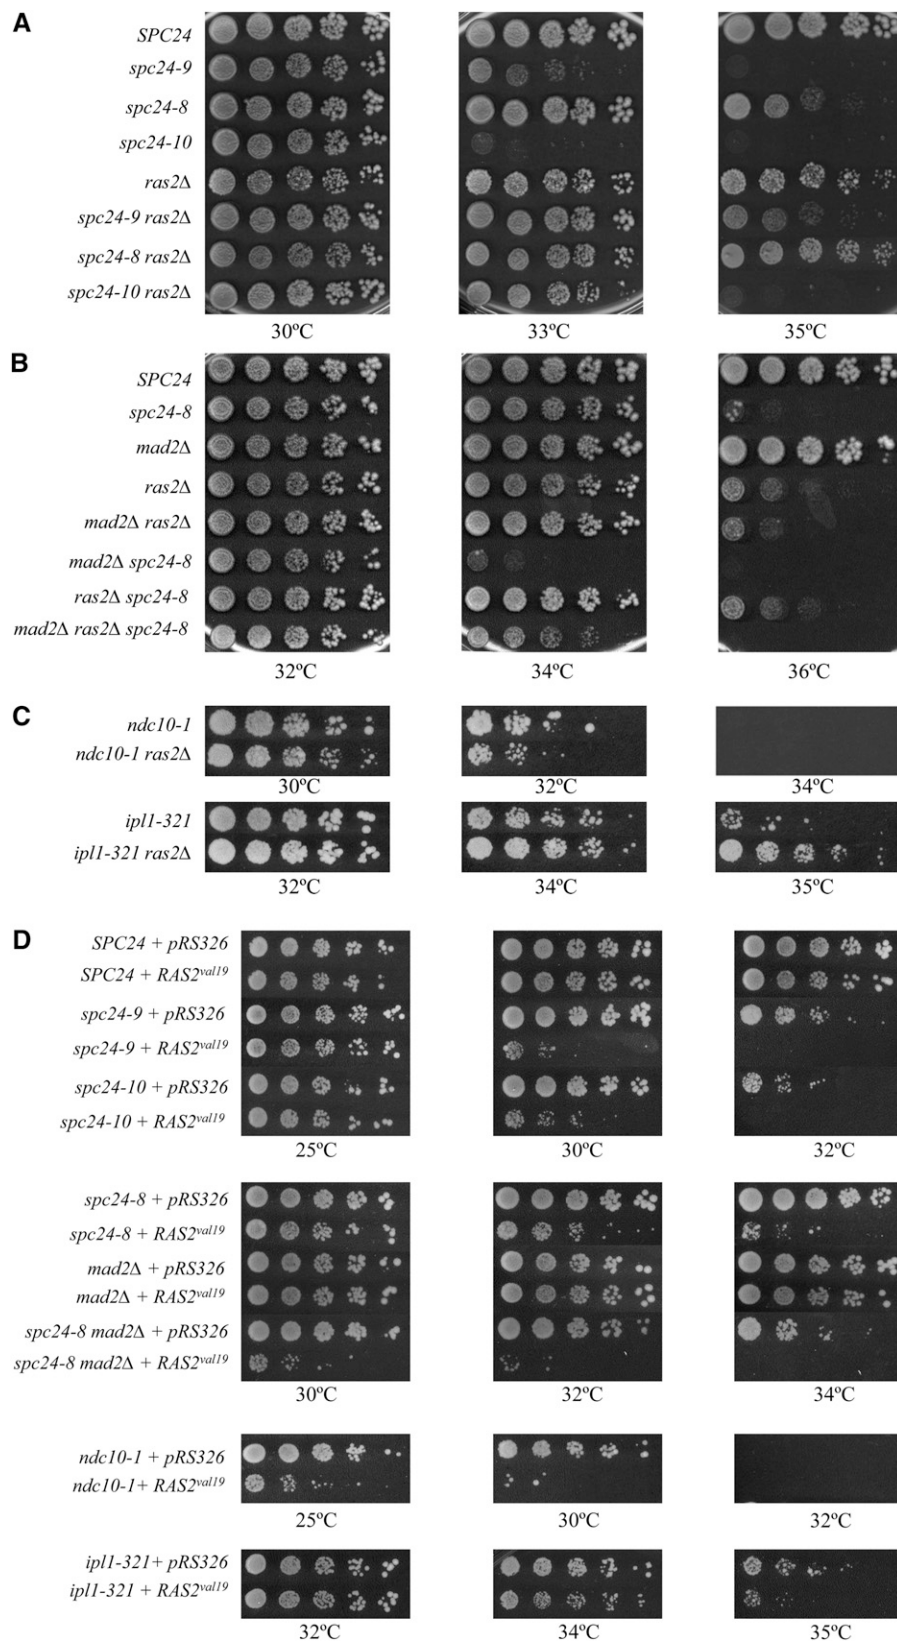 A
SPC24
spc24-9
spc24-8
spc24-10
ras2Δ
spc24-9 ras2Δ
spc24-8 ras2Δ
spc24-10 ras2Δ
30ºC 33ºC 35ºC
B
SPC24
spc24-8
mad2Δ
ras2Δ
mad2Δ ras2Δ
mad2Δ spc24-8
ras2Δ spc24-8
mad2Δ ras2Δ spc24-8
32ºC 34ºC 36ºC
C
ndc10-1
ndc10-1 ras2Δ
30ºC 32ºC 34ºC
ipl1-321
ipl1-321 ras2Δ
32ºC 34ºC 35ºC
D
SPC24 + pRS326
SPC24 + RAS2val19
spc24-9 + pRS326
spc24-9 + RAS2val19
spc24-10 + pRS326
spc24-10 + RAS2val19
25ºC 30ºC 32ºC
spc24-8 + pRS326
spc24-8 + RAS2val19
mad2Δ + pRS326
mad2Δ + RAS2val19
spc24-8 mad2Δ + pRS326
spc24-8 mad2Δ + RAS2val19
30ºC 32ºC 34ºC
ndc10-1 + pRS326
ndc10-1+ RAS2val19
25ºC 30ºC 32ºC
ipl1-321+ pRS326
ipl1-321 + RAS2val19
32ºC 34ºC 35ºC